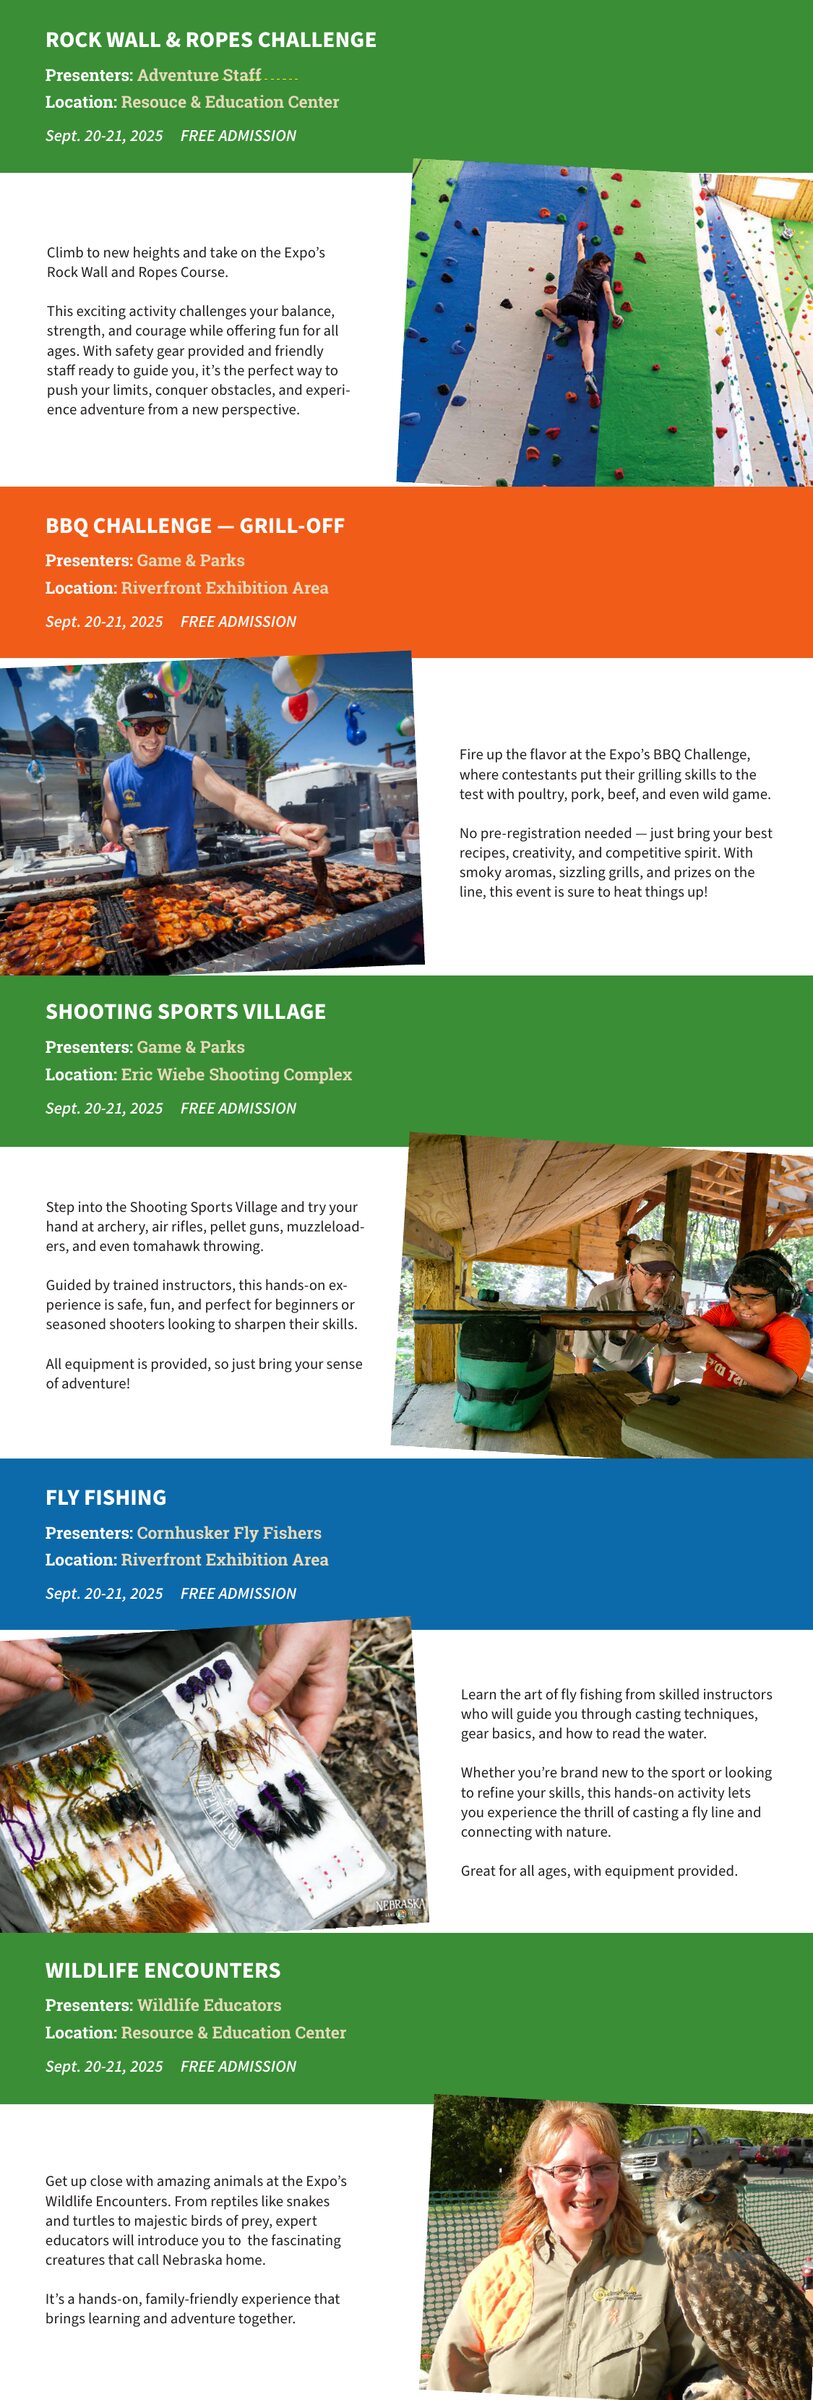 ROCK WALL & ROPES CHALLENGE
Presenters: Adventure Staff
Location: Resouce & Education Center
Sept. 20-21, 2025 FREE ADMISSION
Climb to new heights and take on the Expo’s
Rock Wall and Ropes Course.
This exciting activity challenges your balance,
strength, and courage while offering fun for all
ages. With safety gear provided and friendly
staff ready to guide you, it’s the perfect way to
push your limits, conquer obstacles, and experi-
ence adventure from a new perspective.
BBQ CHALLENGE — GRILL-OFF
Presenters: Game & Parks
Location: Riverfront Exhibition Area
Sept. 20-21, 2025 FREE ADMISSION
Fire up the flavor at the Expo’s BBQ Challenge,
where contestants put their grilling skills to the
test with poultry, pork, beef, and even wild game.
No pre-registration needed — just bring your best
recipes, creativity, and competitive spirit. With
smoky aromas, sizzling grills, and prizes on the
line, this event is sure to heat things up!
SHOOTING SPORTS VILLAGE
Presenters: Game & Parks
Location: Eric Wiebe Shooting Complex
Sept. 20-21, 2025 FREE ADMISSION
Step into the Shooting Sports Village and try your
hand at archery, air rifles, pellet guns, muzzleload-
ers, and even tomahawk throwing.
Guided by trained instructors, this hands-on ex-
perience is safe, fun, and perfect for beginners or
seasoned shooters looking to sharpen their skills.
All equipment is provided, so just bring your sense
of adventure!
FLY FISHING
Presenters: Cornhusker Fly Fishers
Location: Riverfront Exhibition Area
Sept. 20-21, 2025 FREE ADMISSION
Learn the art of fly fishing from skilled instructors
who will guide you through casting techniques,
gear basics, and how to read the water.
Whether you’re brand new to the sport or looking
to refine your skills, this hands-on activity lets
you experience the thrill of casting a fly line and
connecting with nature.
Great for all ages, with equipment provided.
NEBRASKA
WILDLIFE ENCOUNTERS
Presenters: Wildlife Educators
Location: Resource & Education Center
Sept. 20-21, 2025 FREE ADMISSION
Get up close with amazing animals at the Expo’s
Wildlife Encounters. From reptiles like snakes
and turtles to majestic birds of prey, expert
educators will introduce you to the fascinating
creatures that call Nebraska home.
It’s a hands-on, family-friendly experience that
brings learning and adventure together.